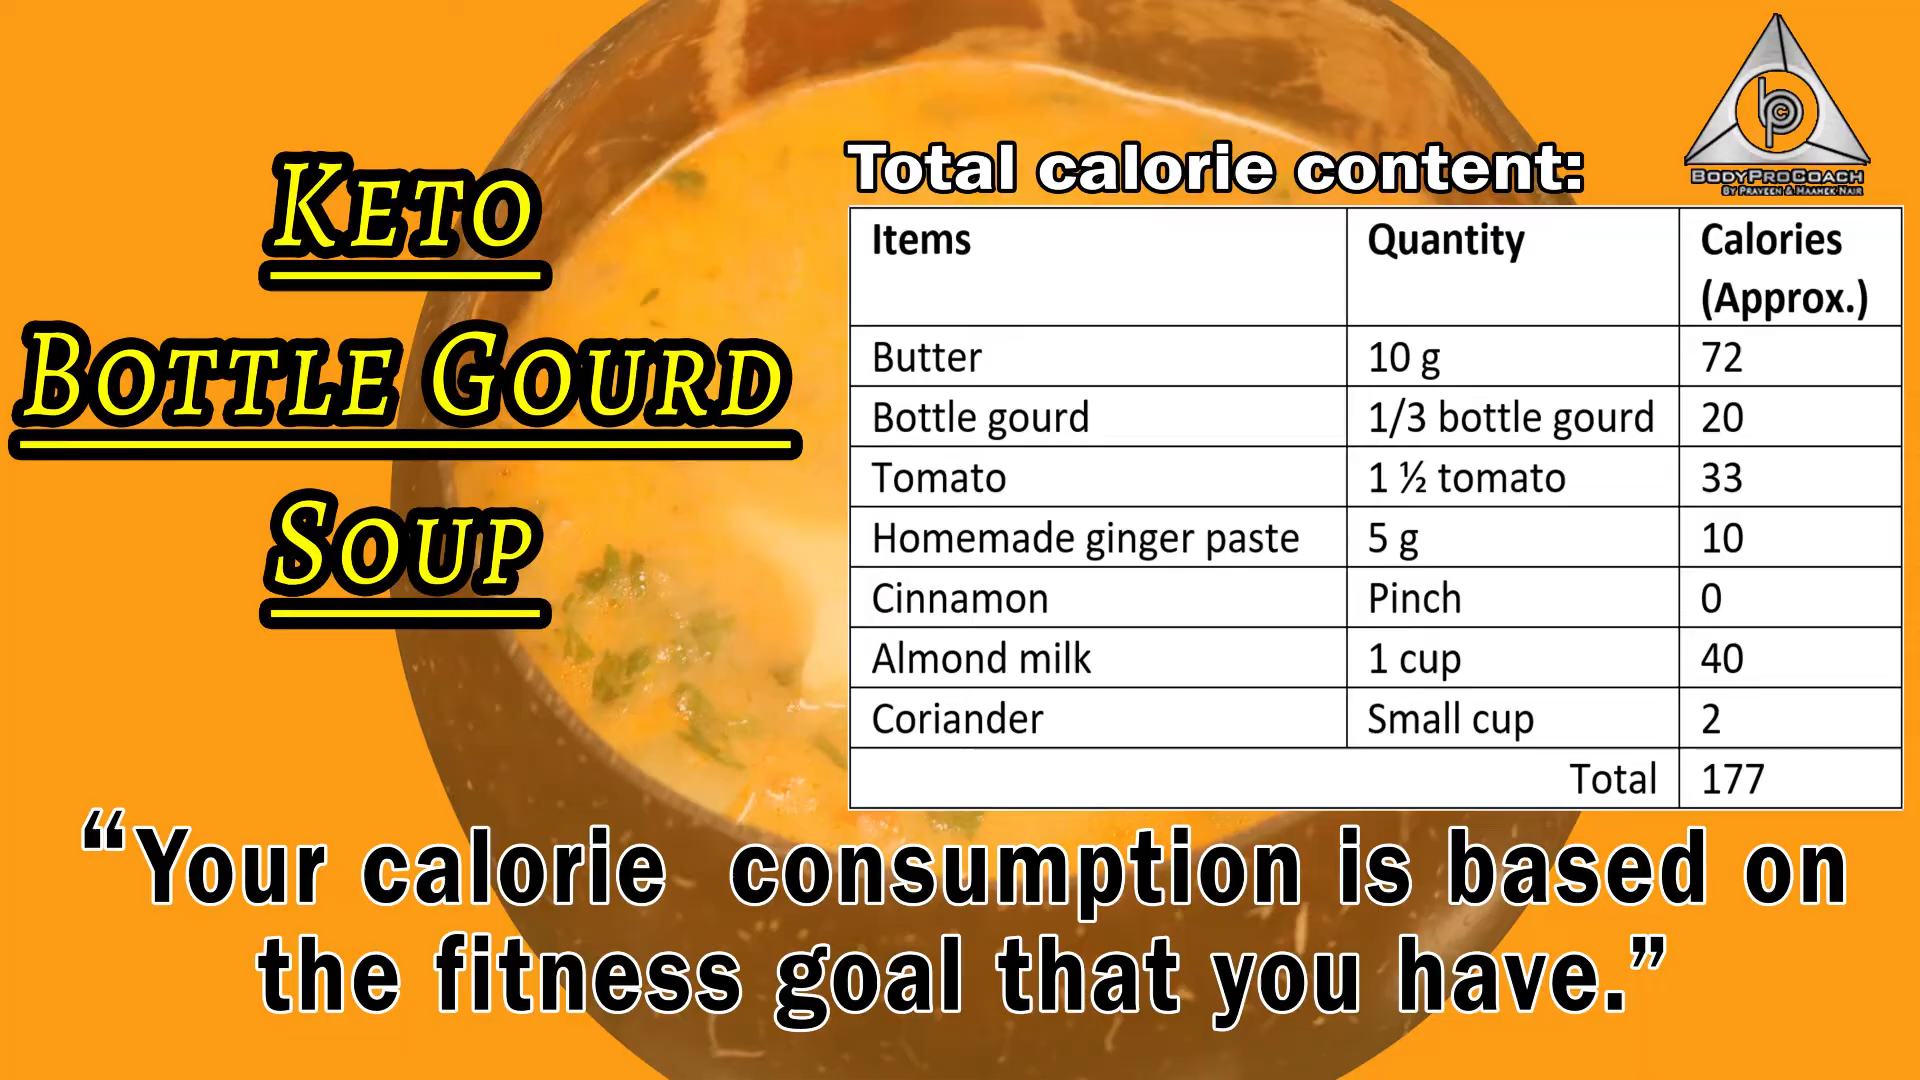 Keto
Bottle Gourd
Soup
Total calorie content:
BodyProCoach
By Praveen & Maahek Nair
Items Quantity Calories (Approx.)
Butter 10 g 72
Bottle gourd 1/3 bottle gourd 20
Tomato 1 ½ tomato 33
Homemade ginger paste 5 g 10
Cinnamon Pinch 0
Almond milk 1 cup 40
Coriander Small cup 2
Total 177
“Your calorie consumption is based on
the fitness goal that you have.”